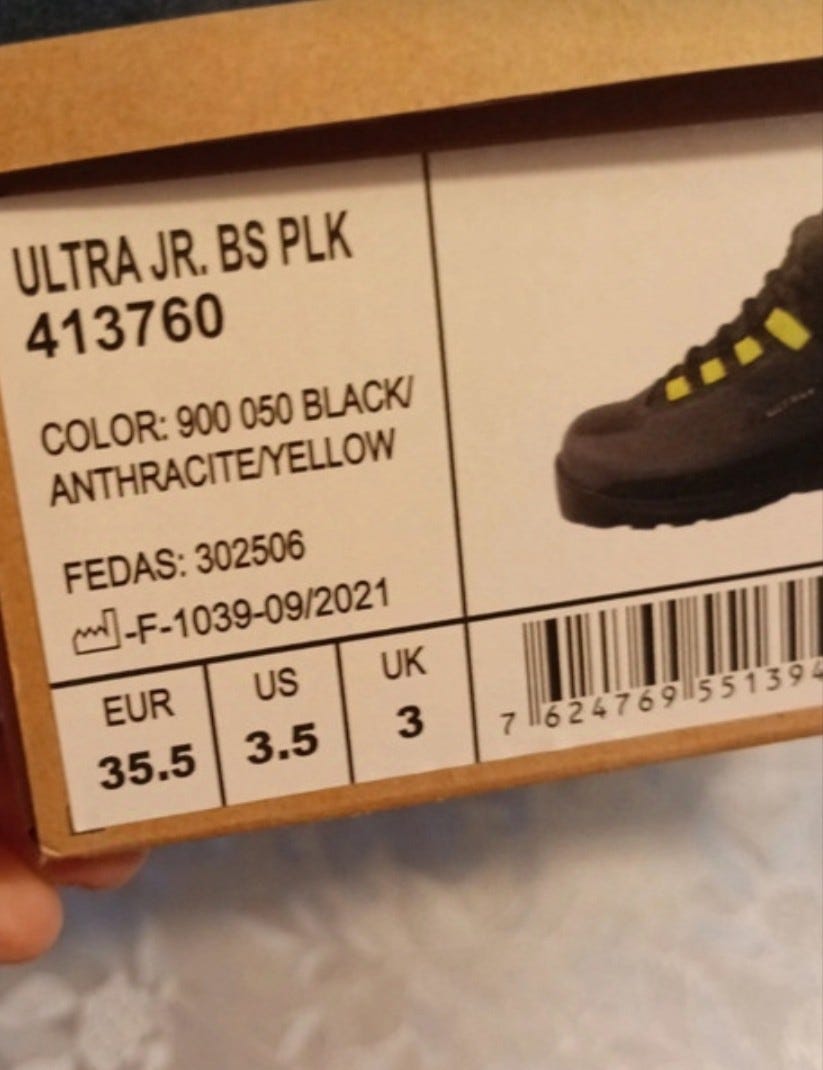 ULTRA JR. BS PLK
413760
COLOR: 900 050 BLACK/
ANTHRACITE/YELLOW
FEDAS: 302506
-F-1039-09/2021
EUR
35.5
US
3.5
UK
3
7 624769 551394